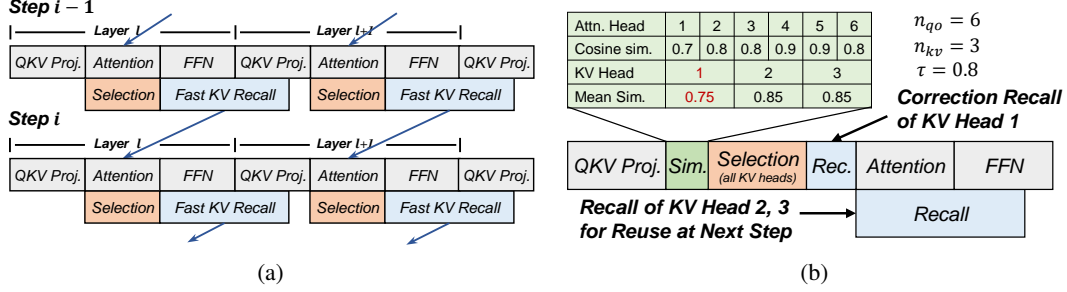 Step i − 1
Layer l
Layer l+1
QKV Proj. Attention FFN QKV Proj. Attention FFN QKV Proj.
Selection Fast KV Recall Selection Fast KV Recall
Step i
Layer l
Layer l+1
QKV Proj. Attention FFN QKV Proj. Attention FFN QKV Proj.
Selection Fast KV Recall Selection Fast KV Recall
(a)
Attn. Head 1 2 3 4 5 6
Cosine sim. 0.7 0.8 0.8 0.9 0.9 0.8
KV Head 1 2 3
Mean Sim. 0.75 0.85 0.85
n_qo = 6
n_kv = 3
τ = 0.8
Correction Recall
of KV Head 1
QKV Proj. Sim. Selection Rec. Attention FFN
(all KV heads)
Recall of KV Head 2, 3
for Reuse at Next Step
Recall
(b)